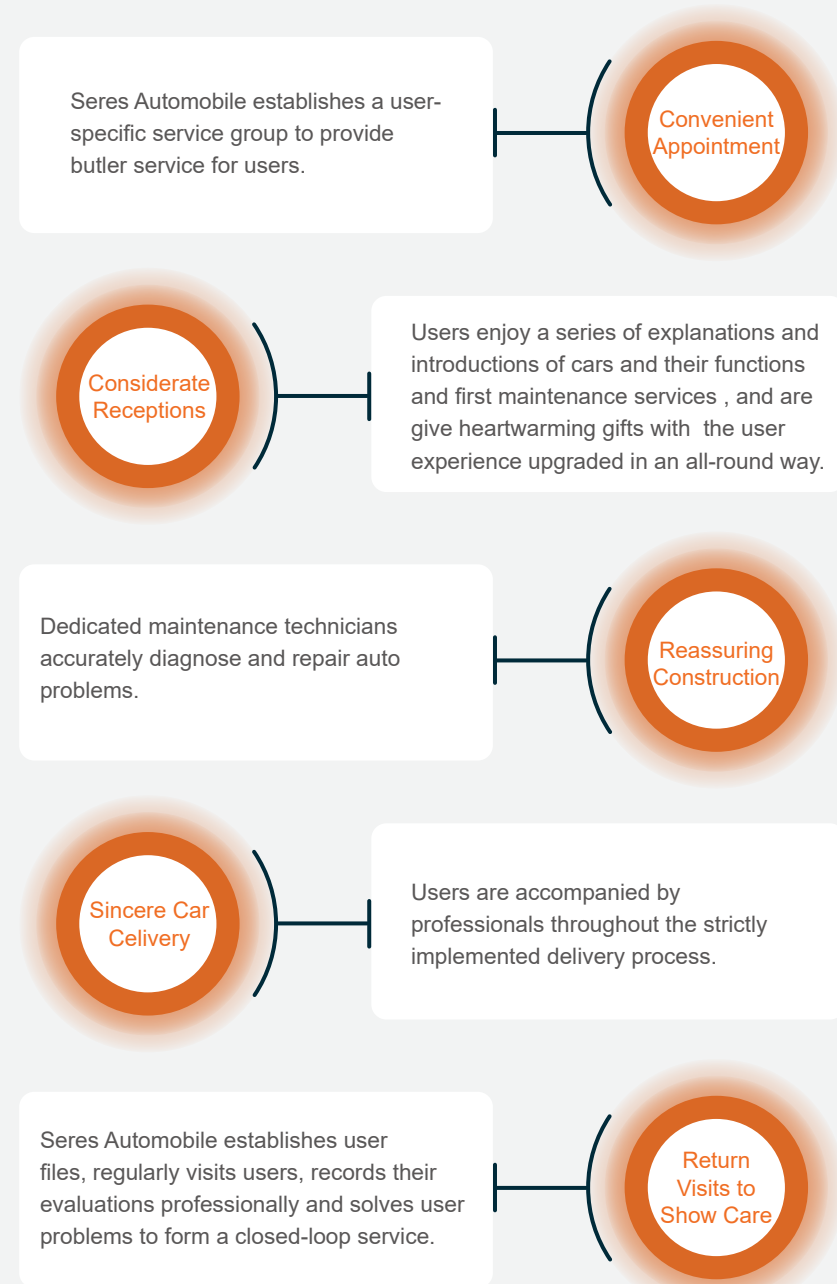 Seres Automobile establishes a user-
specific service group to provide
butler service for users.
Convenient
Appointment
Considerate
Receptions
Users enjoy a series of explanations and
introductions of cars and their functions
and first maintenance services , and are
give heartwarming gifts with  the user
experience upgraded in an all-round way.
Dedicated maintenance technicians
accurately diagnose and repair auto
problems.
Reassuring
Construction
Sincere Car
Celivery
Users are accompanied by
professionals throughout the strictly
implemented delivery process.
Seres Automobile establishes user
files, regularly visits users, records their
evaluations professionally and solves user
problems to form a closed-loop service.
Return
Visits to
Show Care